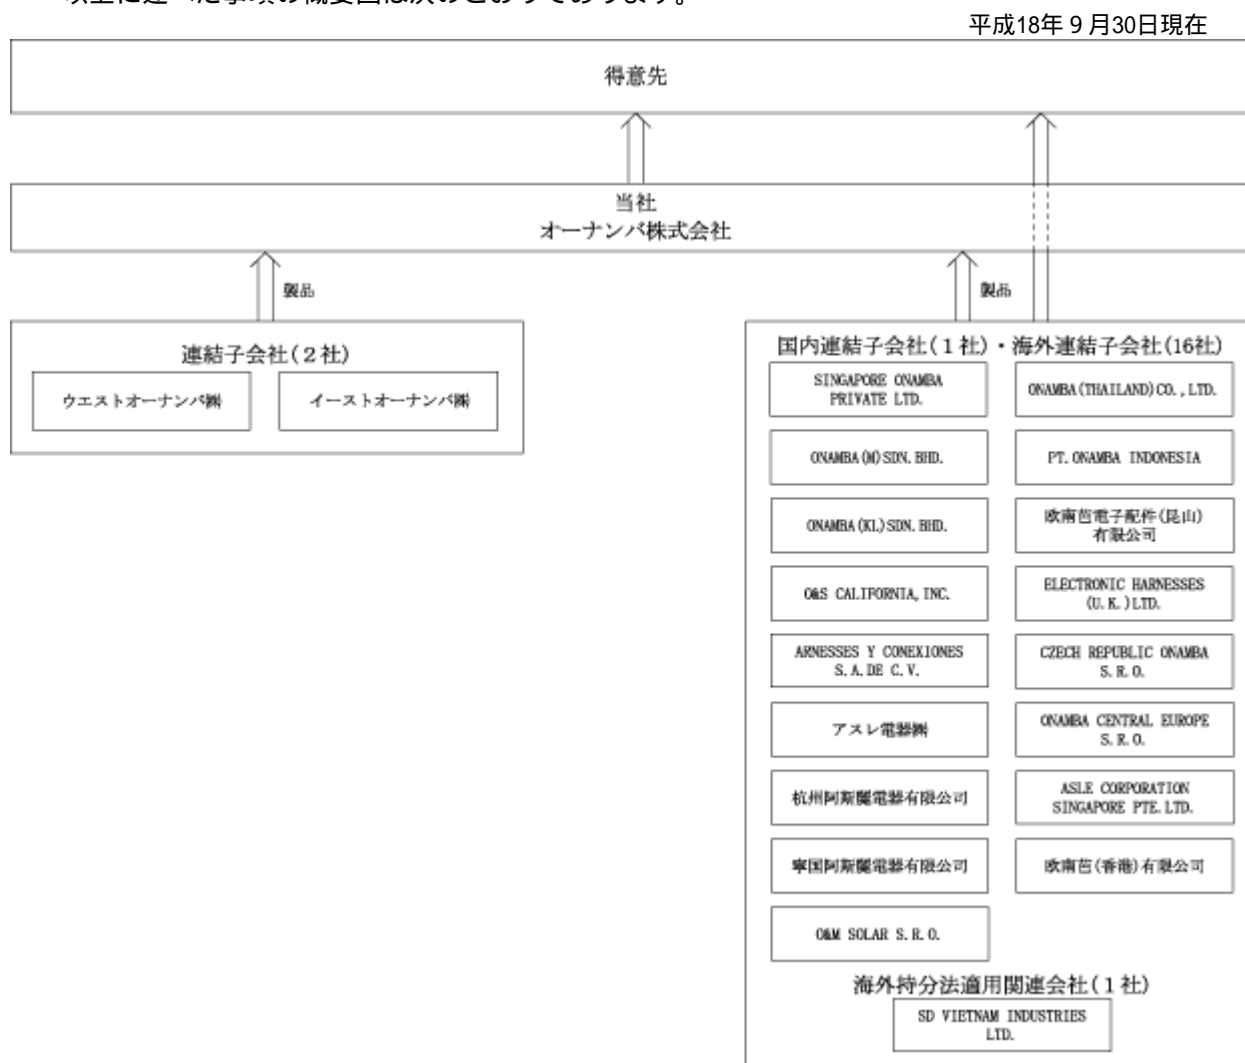 平成18年９月30日現在
得意先
当社
オーナンバ株式会社
製品
製品
連結子会社(２社)
ウエストオーナンバ㈱
イーストオーナンバ㈱
国内連結子会社(１社)・海外連結子会社(16社)
SINGAPORE ONAMBA
PRIVATE LTD.
ONAMBA(THAILAND)CO.,LTD.
ONAMBA(M)SDN.BHD.
PT.ONAMBA INDONESIA
ONAMBA(KL)SDN.BHD.
欧南芭電子配件(昆山)
有限公司
O&S CALIFORNIA,INC.
ELECTRONIC HARNESSES
(U.K.)LTD.
ARNESSES Y CONEXIONES
S.A.DE C.V.
CZECH REPUBLIC ONAMBA
S.R.O.
アスレ電器㈱
ONAMBA CENTRAL EUROPE
S.R.O.
杭州阿斯麗電器有限公司
ASLE CORPORATION
SINGAPORE PTE.LTD.
寧国阿斯麗電器有限公司
欧南芭(香港)有限公司
O&M SOLAR S.R.O.
海外持分法適用関連会社(１社)
SD VIETNAM INDUSTRIES
LTD.